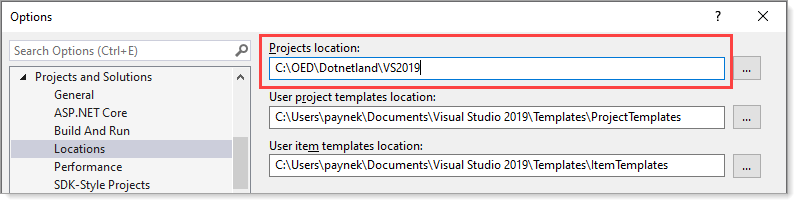 Options
?
Search Options (Ctrl+E)
Projects and Solutions
General
ASP.NET Core
Build And Run
Locations
Performance
SDK-Style Projects
Projects location:
C:\OED\Dotnetland\VS2019
...
User project templates location:
C:\Users\paynek\Documents\Visual Studio 2019\Templates\ProjectTemplates
...
User item templates location:
C:\Users\paynek\Documents\Visual Studio 2019\Templates\ItemTemplates
...